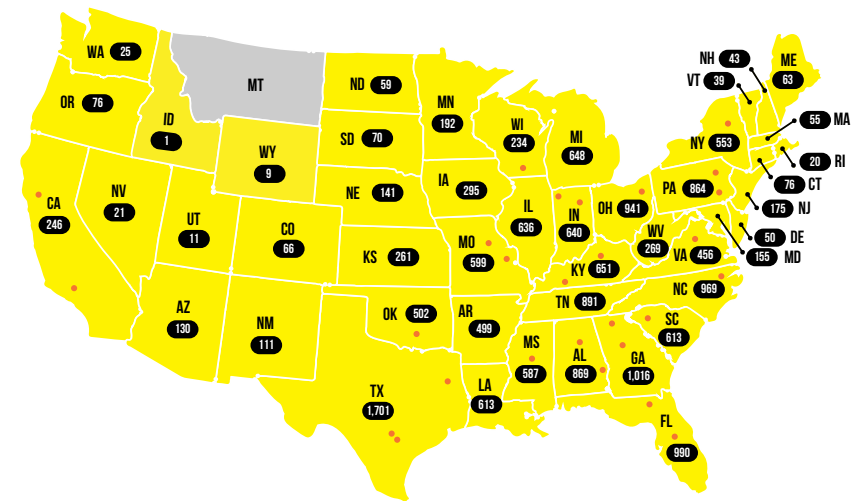 WA 25
OR 76
ID
1
MT
WY
9
ND 59
SD 70
NE 141
KS 261
MN
192
IA 295
WI
234
MI
648
NH 43
VT 39
ME
63
55 MA
NY 553
20 RI
76 CT
175 NJ
50 DE
155 MD
PA 864
CA
246
NV
21
UT
11
CO
66
AZ
130
NM
111
MO
599
IL
636
IN
640
OH 941
WV
269
VA 456
KY 651
NC 969
TN 891
SC
613
OK 502
AR
499
MS
587
AL
869
GA
1,016
TX
1,701
LA
613
FL
990